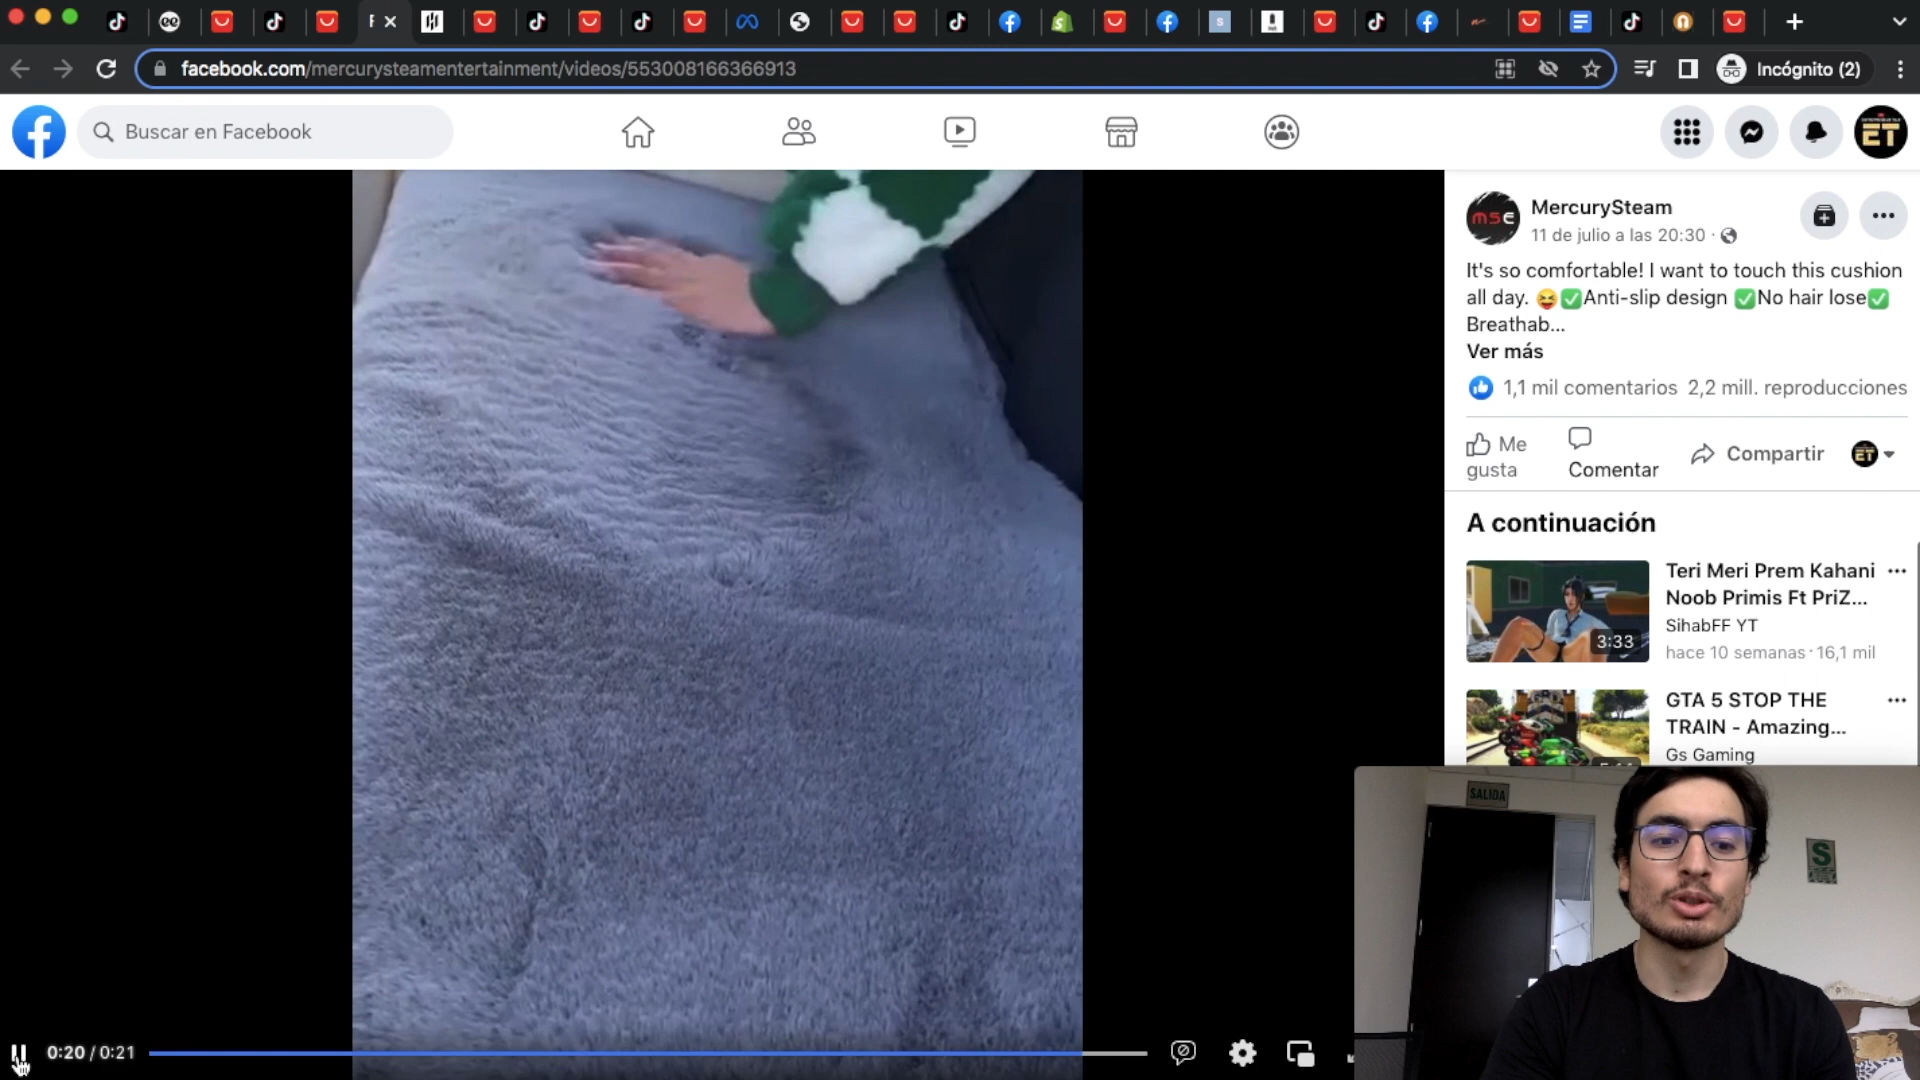 facebook.com/mercurysteamentertainment/videos/553008166366913
Incógnito (2)
Buscar en Facebook
ET
MSE
MercurySteam
11 de julio a las 20:30 ·
It's so comfortable! I want to touch this cushion
all day. 😝✅Anti-slip design ✅No hair lose✅
Breathab...
Ver más
1,1 mil comentarios 2,2 mill. reproducciones
Me gusta
Comentar
Compartir
ET
A continuación
Teri Meri Prem Kahani
Noob Primis Ft PriZ...
SihabFF YT
hace 10 semanas · 16,1 mil
3:33
GTA 5 STOP THE
TRAIN - Amazing...
Gs Gaming
SALIDA
S
0:20 / 0:21